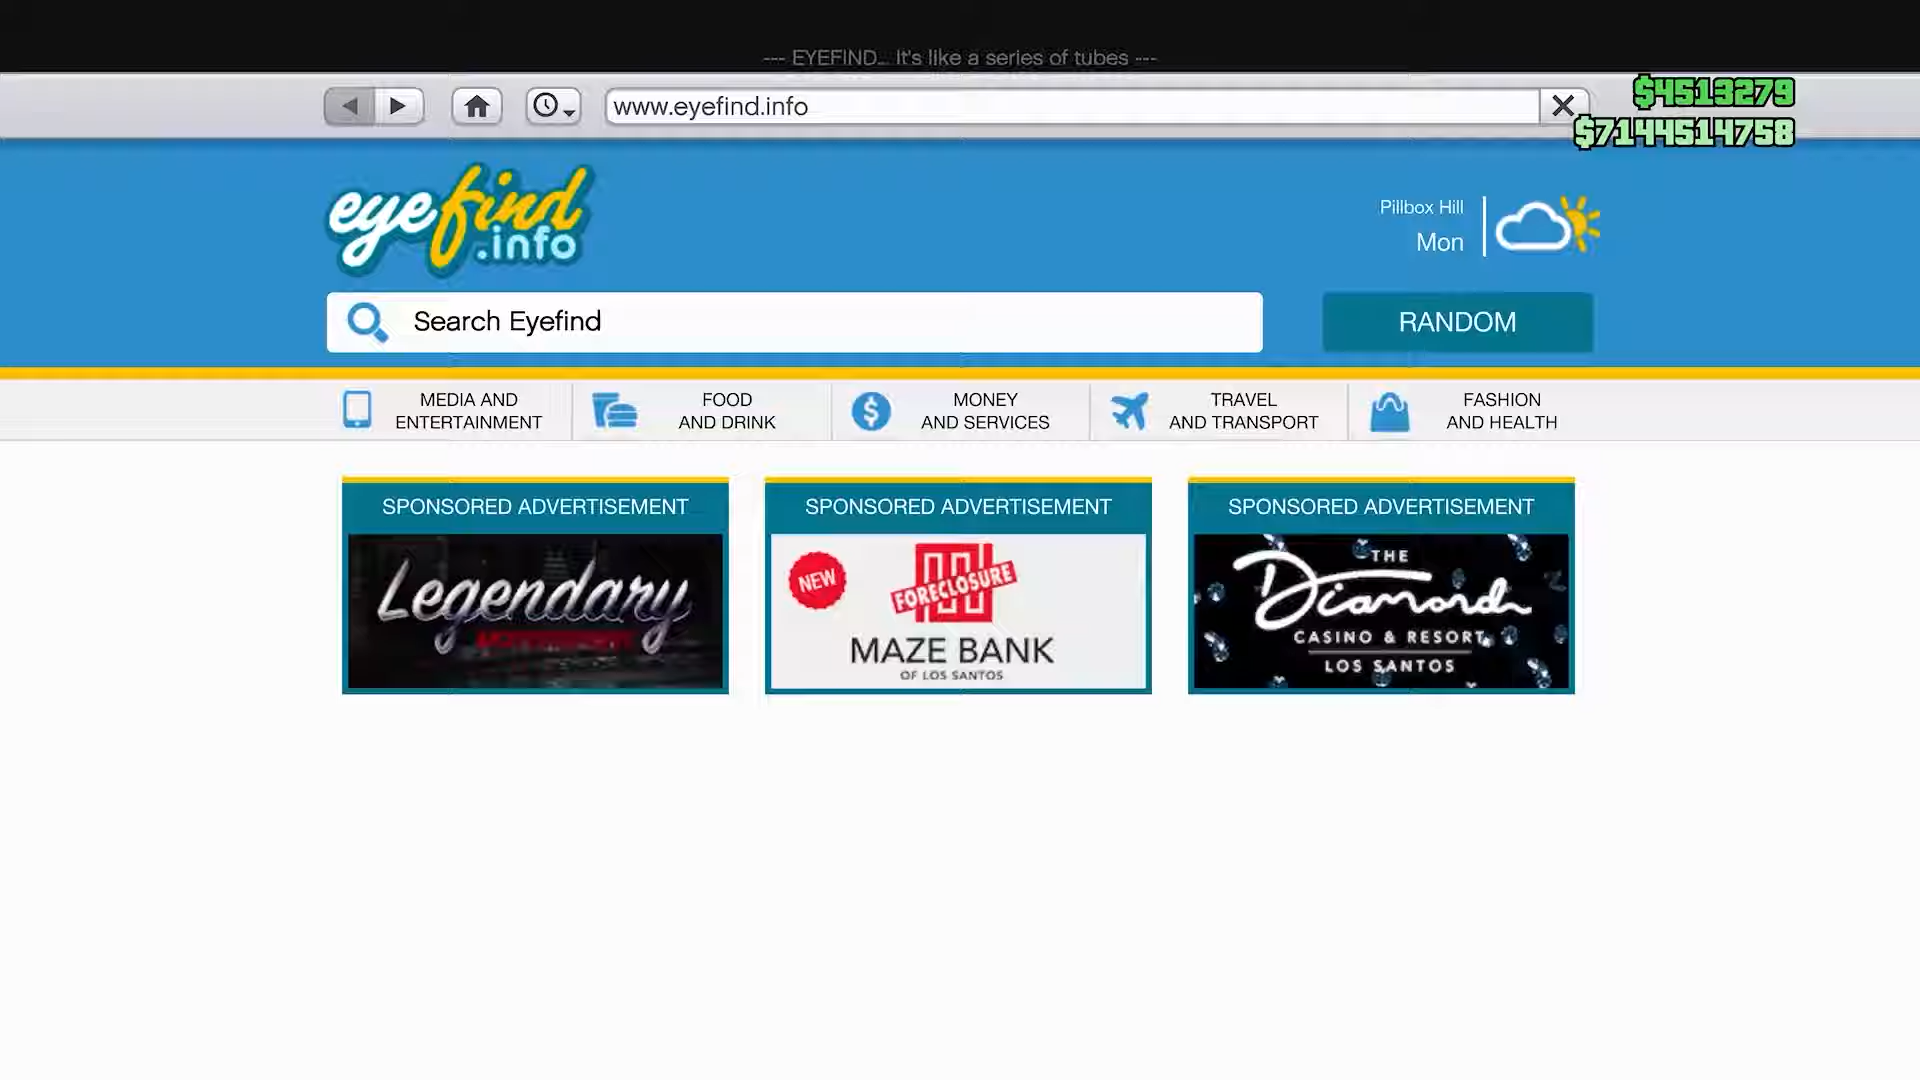 --- EYEFIND... It's like a series of tubes ---
www.eyefind.info
$4513279
$7144514758
eyefind
.info
Pillbox Hill
Mon
Search Eyefind
RANDOM
MEDIA AND
ENTERTAINMENT
FOOD
AND DRINK
MONEY
AND SERVICES
TRAVEL
AND TRANSPORT
FASHION
AND HEALTH
SPONSORED ADVERTISEMENT
Legendary
SPONSORED ADVERTISEMENT
NEW
FORECLOSURE
MAZE BANK
OF LOS SANTOS
SPONSORED ADVERTISEMENT
THE
Diamond
CASINO & RESORT
LOS SANTOS